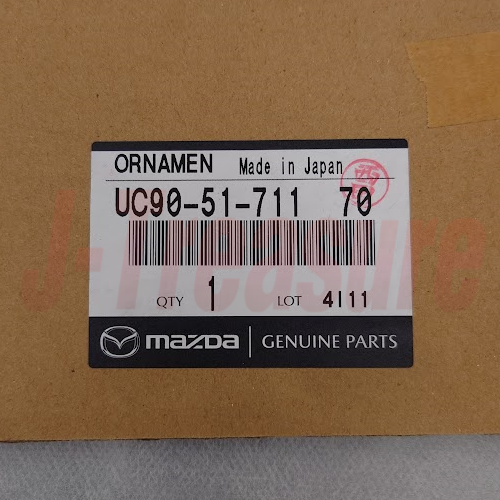 ORNAMEN Made in Japan
UC90-51-711 70
J-Treasure
QTY 1 LOT 4I11
mazda GENUINE PARTS